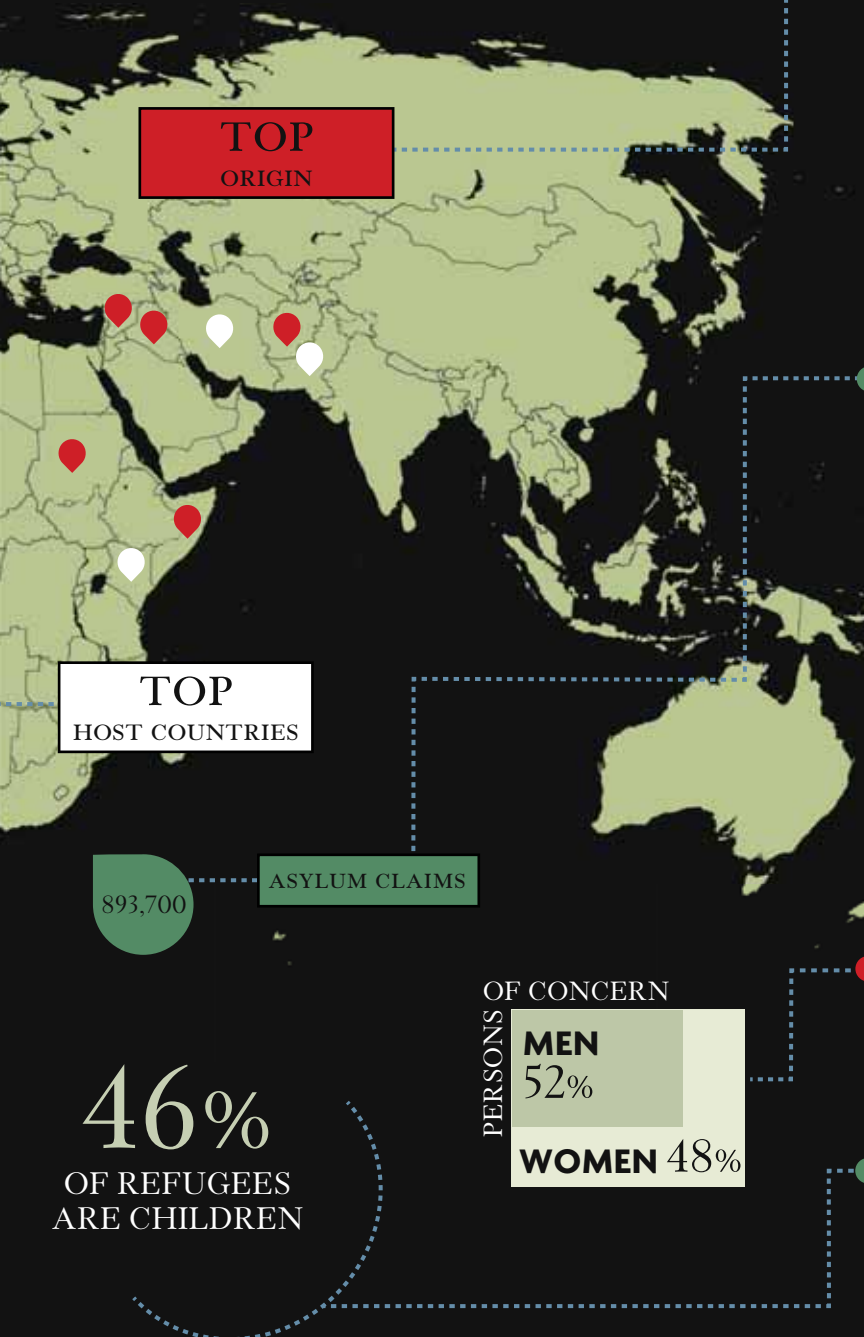 TOP
ORIGIN
TOP
HOST COUNTRIES
ASYLUM CLAIMS
893,700
OF CONCERN
PERSONS
MEN
52%
WOMEN 48%
46%
OF REFUGEES
ARE CHILDREN